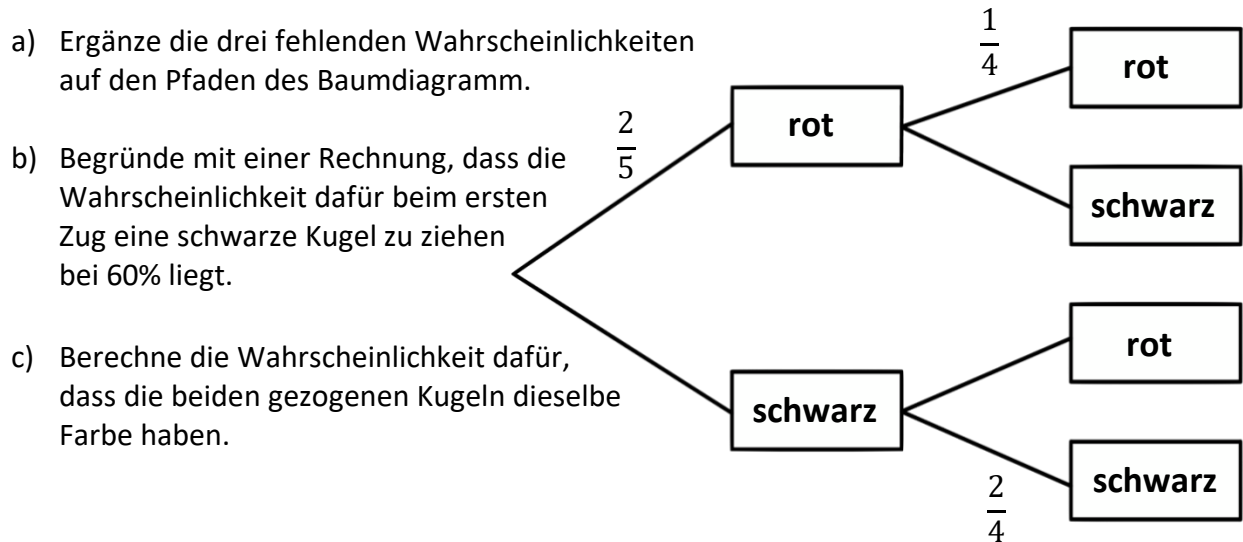 a) Ergänze die drei fehlenden Wahrscheinlichkeiten
auf den Pfaden des Baumdiagramm.
b) Begründe mit einer Rechnung, dass die
Wahrscheinlichkeit dafür beim ersten
Zug eine schwarze Kugel zu ziehen
bei 60% liegt.
c) Berechne die Wahrscheinlichkeit dafür,
dass die beiden gezogenen Kugeln dieselbe
Farbe haben.
2/5
rot
schwarz
1/4
rot
schwarz
rot
schwarz
2/4